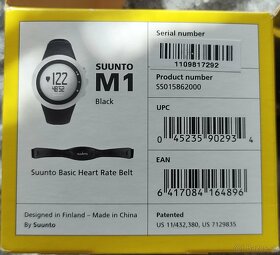 SUUNTO
M1
Black
122
Suunto Basic Heart Rate Belt
Designed in Finland – Made in China
By Suunto
Serial number
1109817292
Product number
SS015862000
UPC
0 45235 90293 4
EAN
6 417084 164896
Patented
US 11/432,380, US 7129835